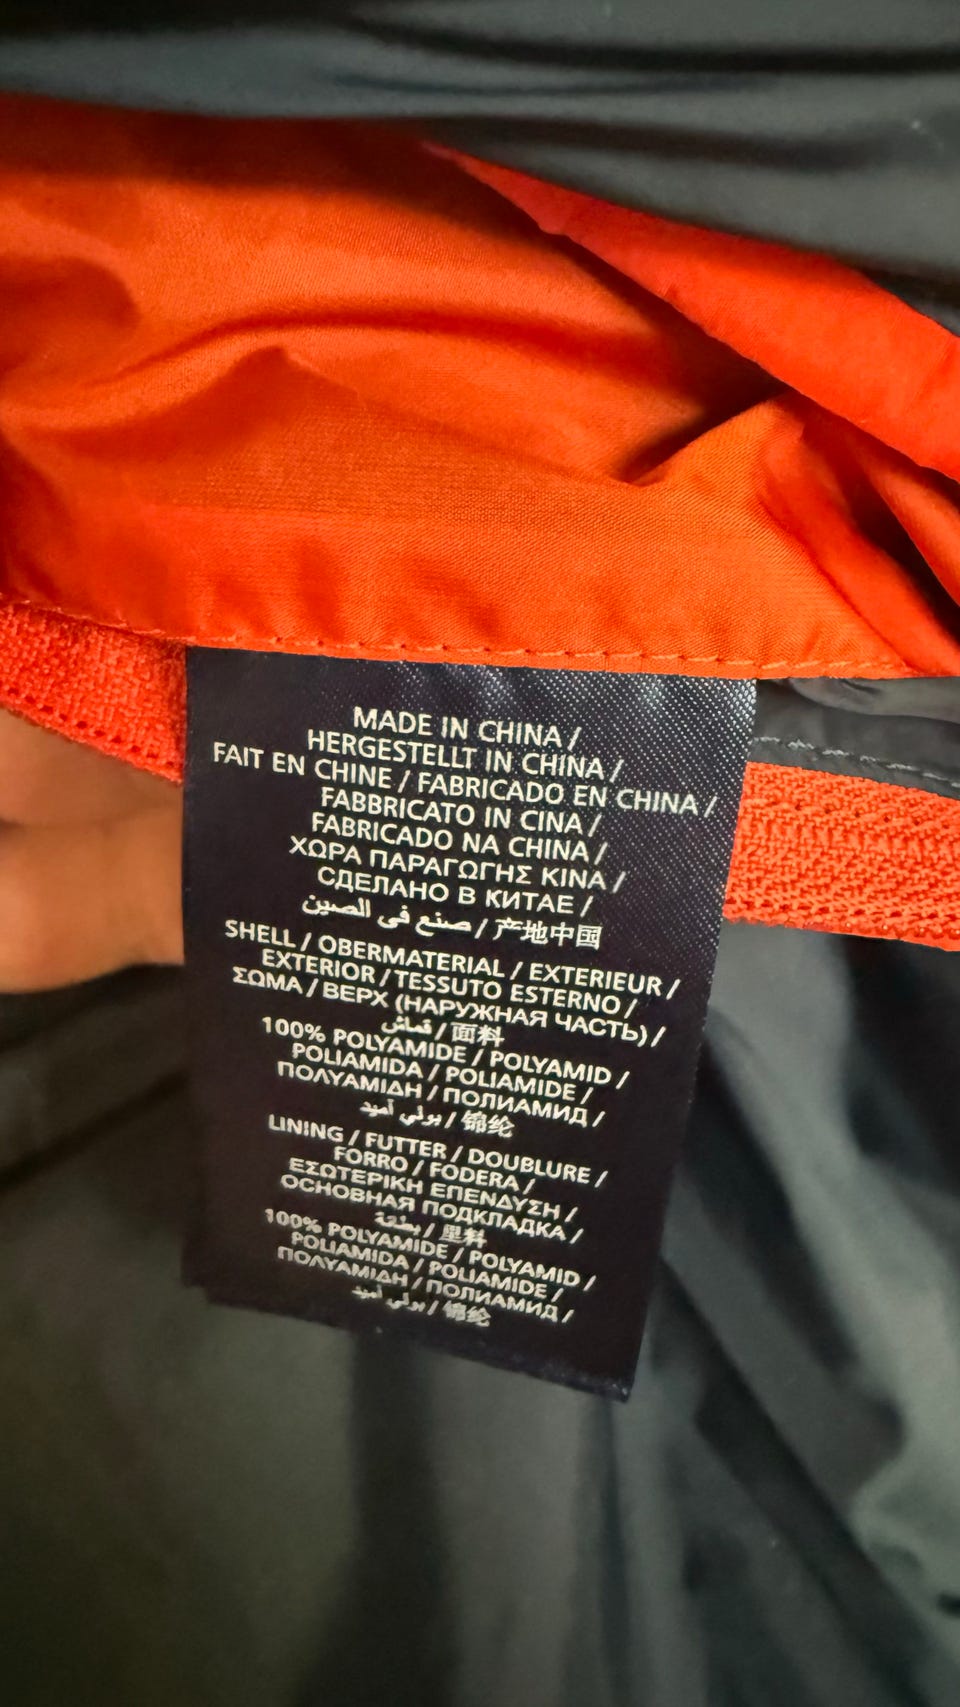 MADE IN CHINA /
HERGESTELLT IN CHINA /
FAIT EN CHINE / FABRICADO EN CHINA /
FABBRICATO IN CINA /
FABRICADO NA CHINA /
ΧΩΡΑ ΠΑΡΑΓΩΓΗΣ ΚΙΝΑ /
СДЕЛАНО В КИТАЕ /
صنع في الصين / 产地中国
SHELL / OBERMATERIAL / EXTERIEUR /
EXTERIOR / TESSUTO ESTERNO /
ΣΩΜΑ / ВЕРХ (НАРУЖНАЯ ЧАСТЬ) /
قماش / 面料
100% POLYAMIDE / POLYAMID /
POLIAMIDA / POLIAMIDE /
ΠΟΛΥΑΜΙΔΗ / ПОЛИАМИД /
بولي أميد / 锦纶
LINING / FUTTER / DOUBLURE /
FORRO / FODERA /
ΕΣΩΤΕΡΙΚΗ ΕΠΕΝΔΥΣΗ /
ОСНОВНАЯ ПОДКЛАДКА /
بطانة / 里料
100% POLYAMIDE / POLYAMID /
POLIAMIDA / POLIAMIDE /
ΠΟΛΥΑΜΙΔΗ / ПОЛИАМИД /
بولي أميد / 锦纶